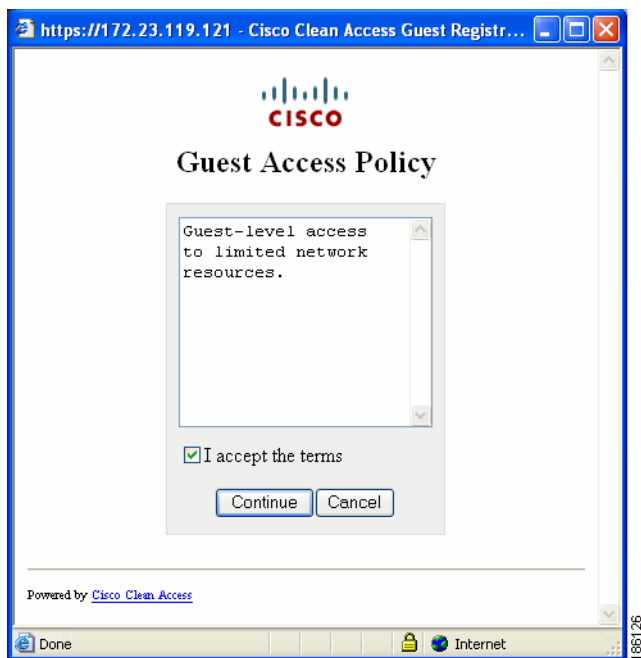 https://172.23.119.121 - Cisco Clean Access Guest Registr...
CISCO
Guest Access Policy
Guest-level access
to limited network
resources.
I accept the terms
Continue Cancel
Powered by Cisco Clean Access
Done Internet
186126